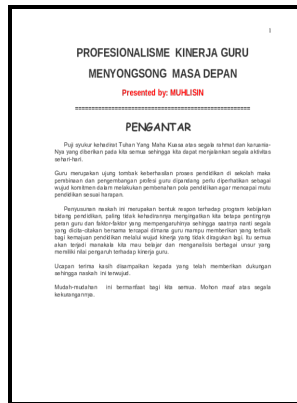 1
PROFESIONALISME KINERJA GURU
MENYONGSONG MASA DEPAN
Presented by: MUHLISIN
=====================================================
PENGANTAR
Puji syukur kehadirat Tuhan Yang Maha Kuasa atas segala rahmat dan karuania-
Nya yang diberikan pada kita semua sehingga kita dapat menjalankan segala aktivitas
sehari-hari.
Guru merupakan ujung tombak keberhasilan proses pendidikan di sekolah maka
pembinaan dan pengembangan profesi guru dipandang perlu diperhatikan sebagai
wujud komitmen dalam melakukan pembenahan pola pendidikan agar mencapai mutu
pendidikan sesuai harapan.
Penyusunan naskah ini merupakan bentuk respon terhadap program kebijakan
bidang pendidikan, paling tidak kehadirannya mengingatkan kita betapa pentingnya
peran guru dan faktor-faktor yang mempengaruhinya sehingga saatnya nanti segala
yang dicita-citakan bersama tercapai dimana guru mampu memberikan yang terbaik
bagi kemajuan pendidikan melalui wujud kinerja yang tidak diragukan lagi. Itu semua
akan terjadi manakala kita mau belajar dan menganalisis berbagai unsur yang
memiliki nilai pengaruh terhadap kinerja guru.
Ucapan terima kasih disampaikan kepada yang telah memberikan dukungan
sehingga naskah ini terwujud.
Mudah-mudahan ini bermanfaat bagi kita semua. Mohon maaf atas segala
kekurangannya.